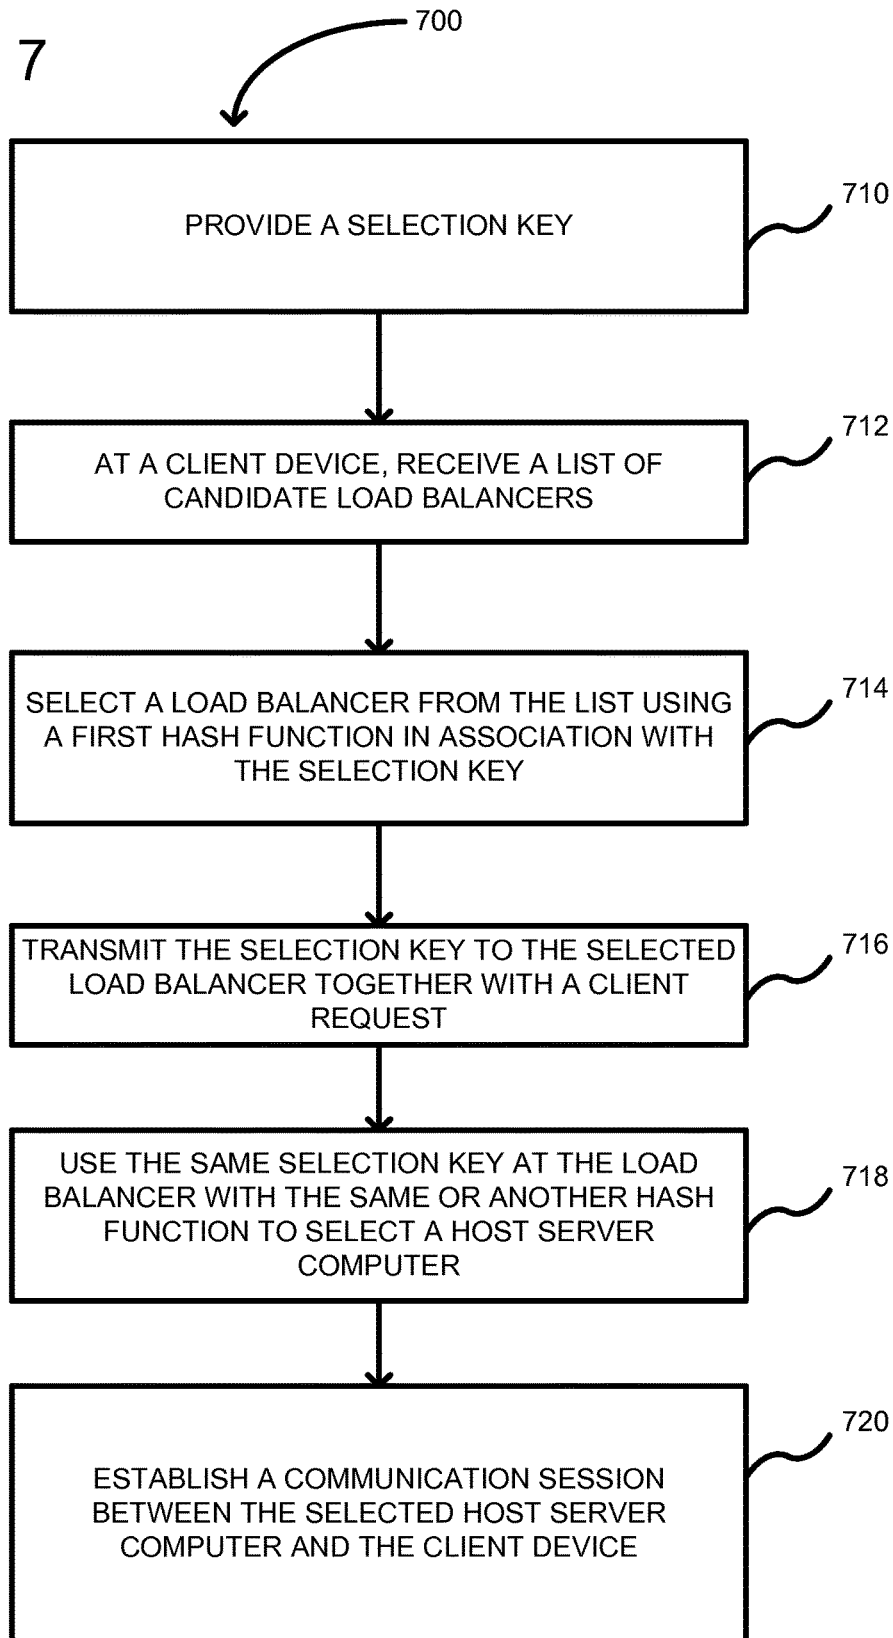 700
7
710
PROVIDE A SELECTION KEY
712
AT A CLIENT DEVICE, RECEIVE A LIST OF
CANDIDATE LOAD BALANCERS
714
SELECT A LOAD BALANCER FROM THE LIST USING
A FIRST HASH FUNCTION IN ASSOCIATION WITH
THE SELECTION KEY
716
TRANSMIT THE SELECTION KEY TO THE SELECTED
LOAD BALANCER TOGETHER WITH A CLIENT
REQUEST
718
USE THE SAME SELECTION KEY AT THE LOAD
BALANCER WITH THE SAME OR ANOTHER HASH
FUNCTION TO SELECT A HOST SERVER
COMPUTER
720
ESTABLISH A COMMUNICATION SESSION
BETWEEN THE SELECTED HOST SERVER
COMPUTER AND THE CLIENT DEVICE